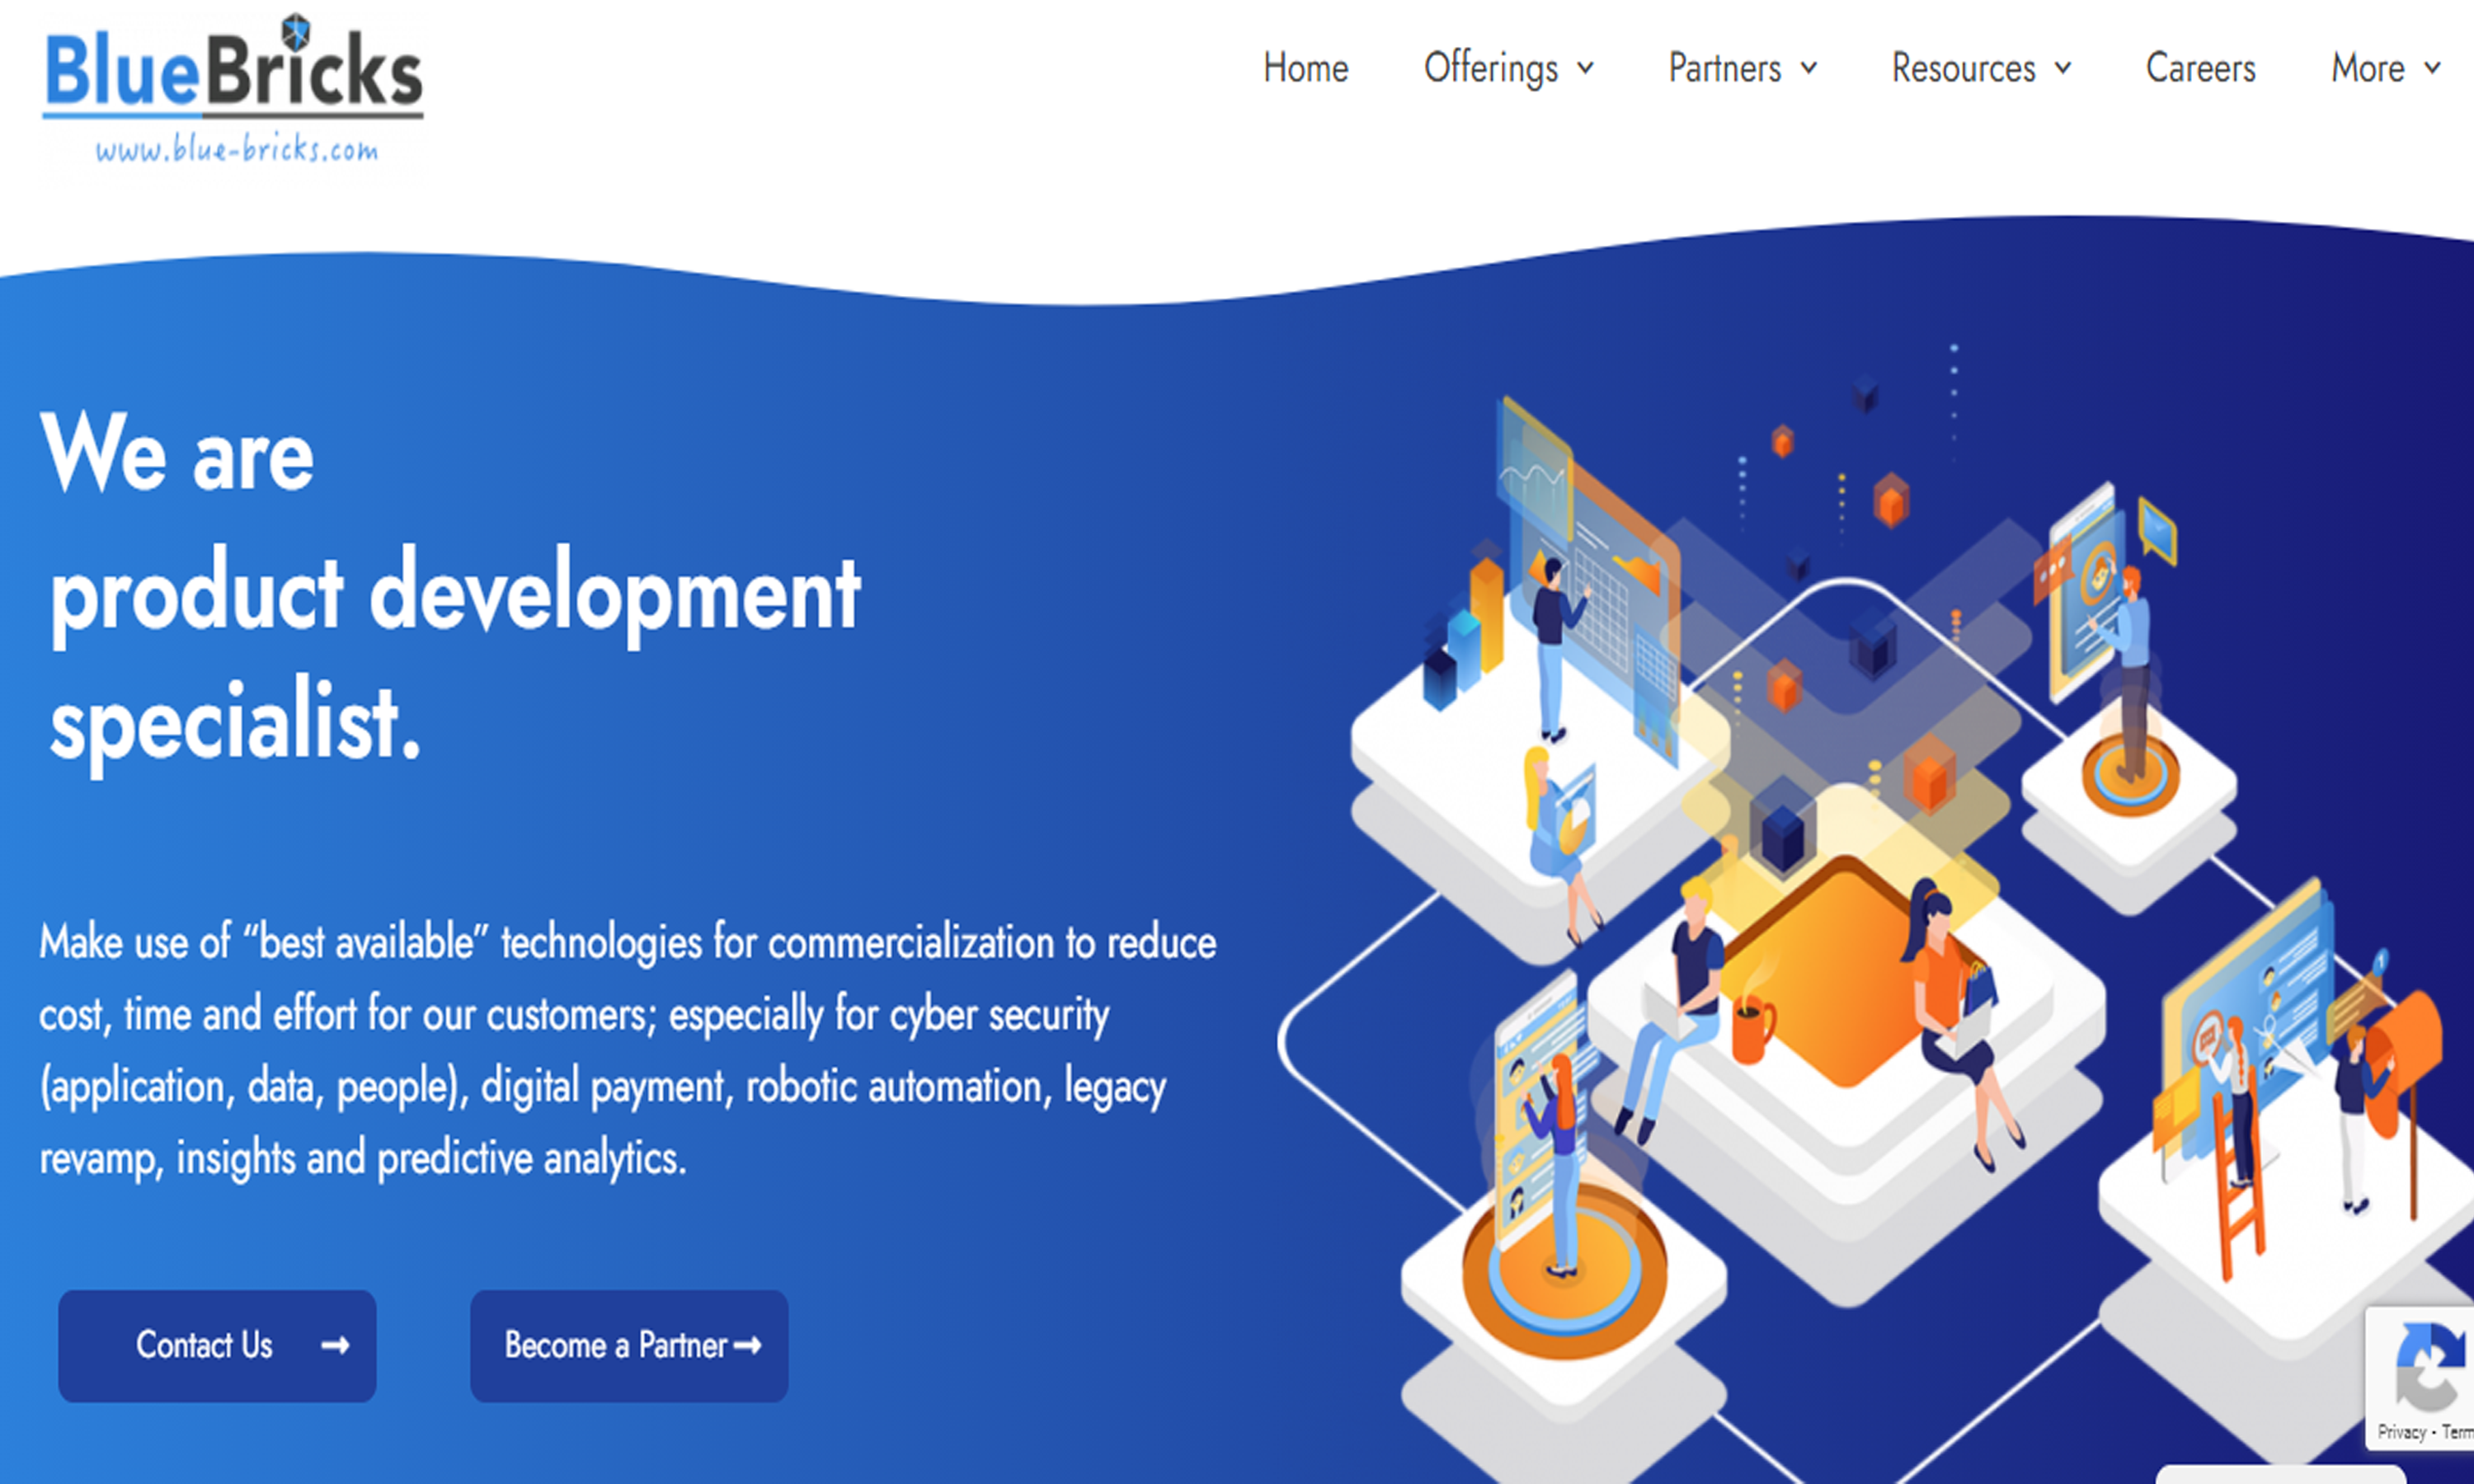 BlueBricks
www.blue-bricks.com
Home Offerings Partners Resources Careers More
We are
product development
specialist.
Make use of “best available” technologies for commercialization to reduce
cost, time and effort for our customers; especially for cyber security
(application, data, people), digital payment, robotic automation, legacy
revamp, insights and predictive analytics.
Contact Us → Become a Partner →
Privacy - Term